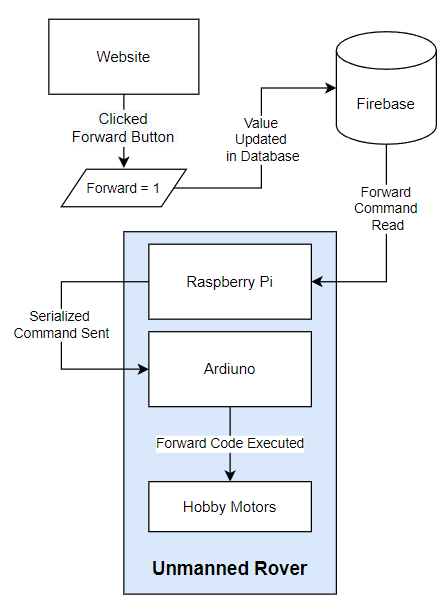 Website
Clicked
Forward Button
Forward = 1
Value
Updated
in Database
Firebase
Forward
Command
Read
Raspberry Pi
Serialized
Command Sent
Ardiuno
Forward Code Executed
Hobby Motors
Unmanned Rover